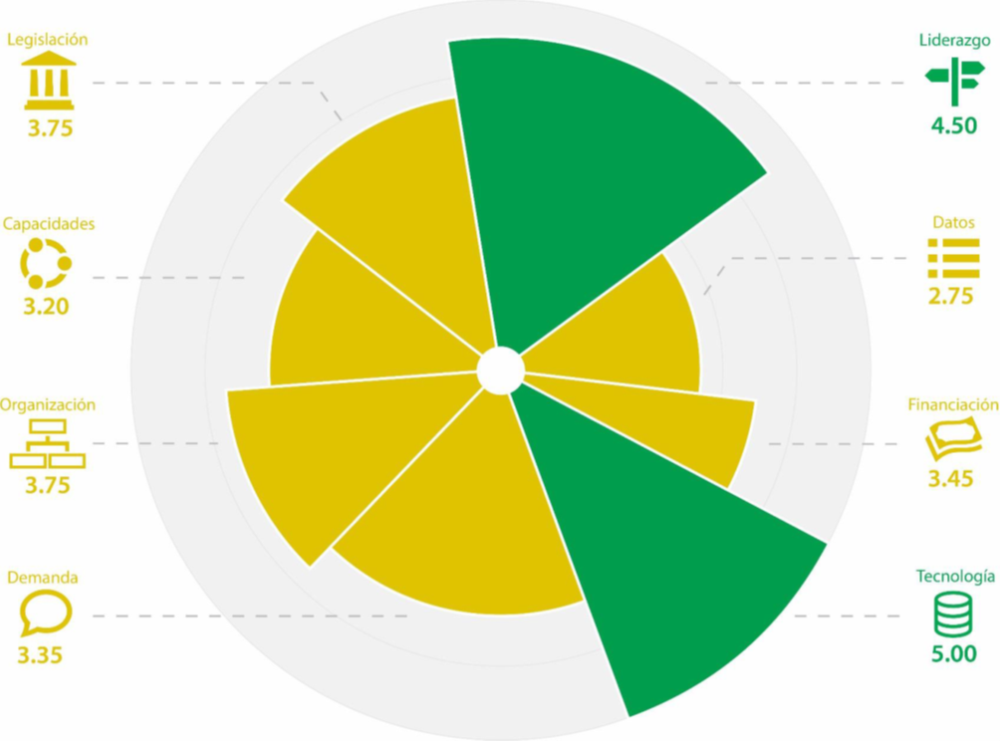 Legislación
3.75
Capacidades
3.20
Organización
3.75
Demanda
3.35
Liderazgo
4.50
Datos
2.75
Financiación
3.45
Tecnología
5.00